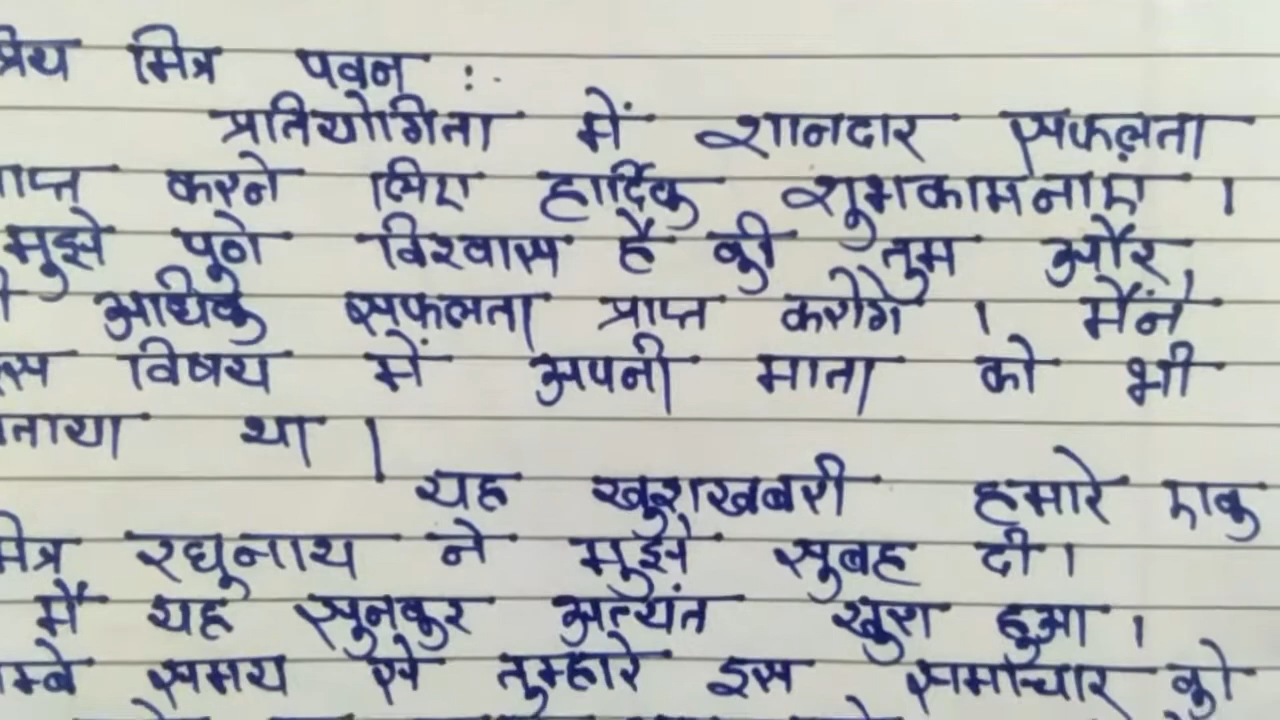 प्रिय मित्र पवन :
प्रतियोगिता में शानदार सफलता
प्राप्त करने लिए हार्दिक शुभकामनाए ।
मुझे पुर्ण विश्वास है की तुम और
अधिक सफलता प्राप्त करोगे । मैंने
इस विषय में अपनी माता को भी
बताया था ।
यह खुशखबरी हमारे एक
मित्र रघुनाथ ने मुझे सुबह दी ।
मैं यह सुनकर अत्यंत खुश हुआ ।
लम्बे समय से तुम्हारे इस समाचार को